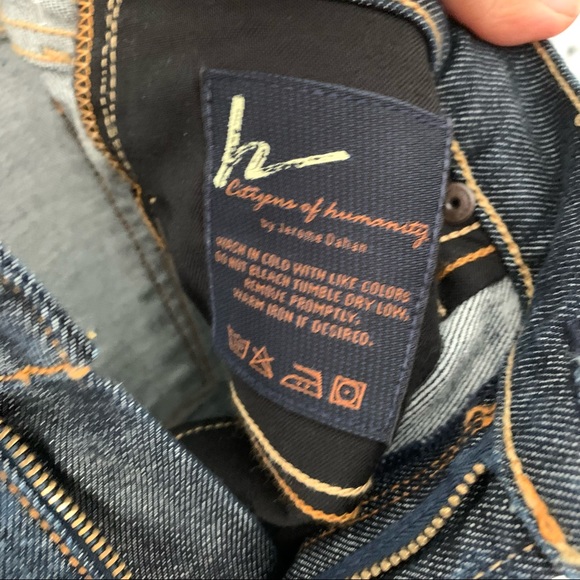 h
Citizens of humanity
by Jerome Dahan
WASH IN COLD WITH LIKE COLORS
DO NOT BLEACH TUMBLE DRY LOW.
REMOVE PROMPTLY.
WARM IRON IF DESIRED.